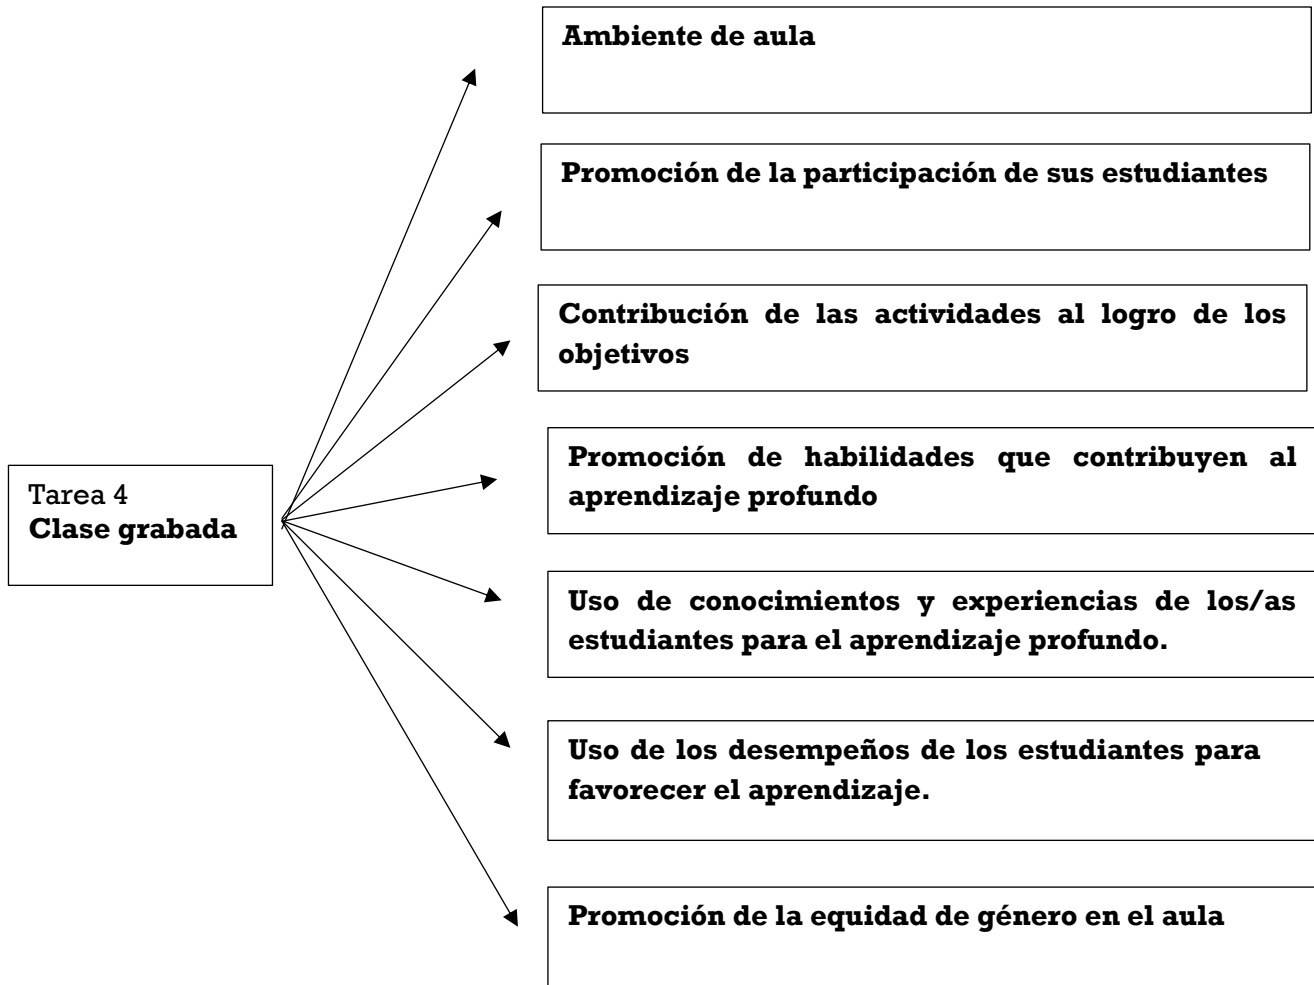 Ambiente de aula
Promoción de la participación de sus estudiantes
Contribución de las actividades al logro de los
objetivos
Promoción de habilidades que contribuyen al
aprendizaje profundo
Tarea 4
Clase grabada
Uso de conocimientos y experiencias de los/as
estudiantes para el aprendizaje profundo.
Uso de los desempeños de los estudiantes para
favorecer el aprendizaje.
Promoción de la equidad de género en el aula